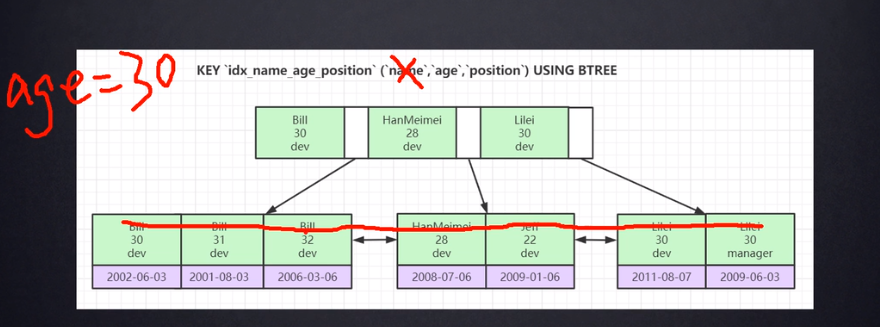 KEY `idx_name_age_position` (`name`,`age`,`position`) USING BTREE
age=30
Bill HanMeimei Lilei
30 28 30
dev dev dev
Bill Bill Bill HanMeimei Jeff Lilei Lilei
30 31 32 28 22 30 30
dev dev dev dev dev dev manager
2002-06-03 2001-08-03 2006-03-06 2008-07-06 2009-01-06 2011-08-07 2009-06-03